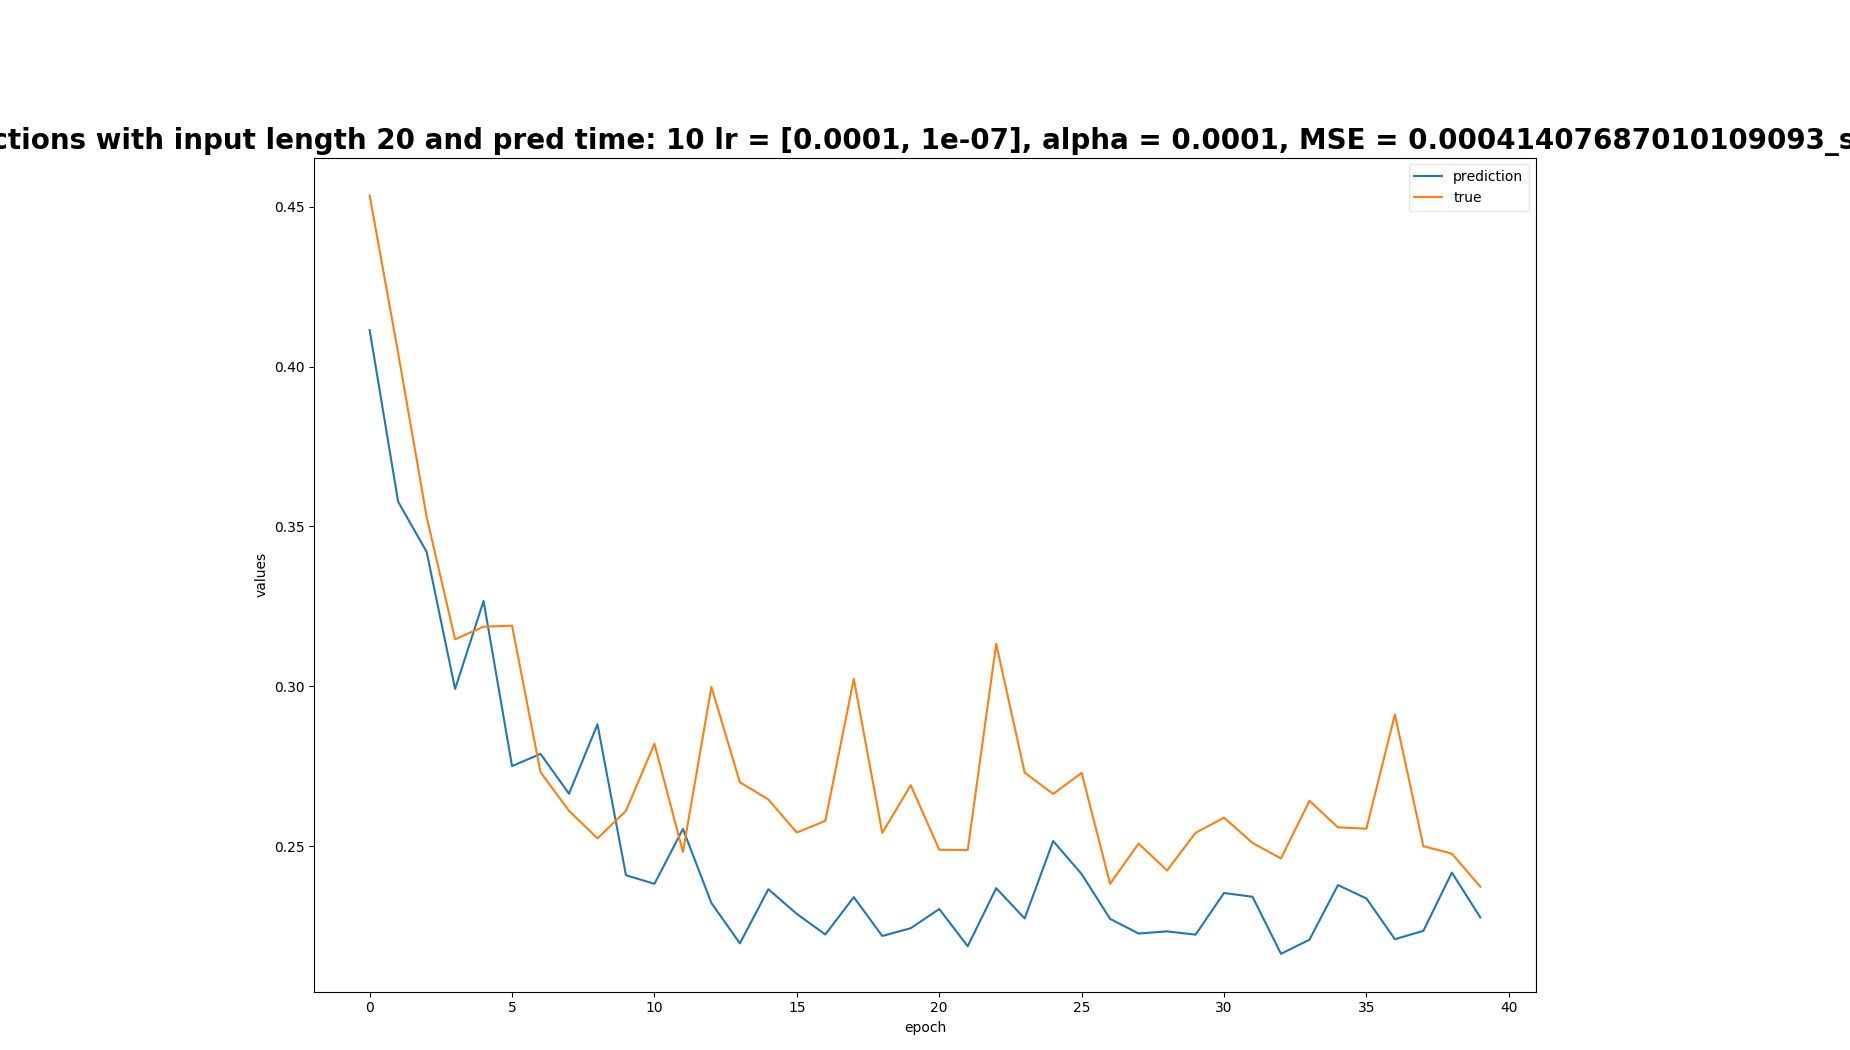 ctions with input length 20 and pred time: 10 lr = [0.0001, 1e-07], alpha = 0.0001, MSE = 0.00041407687010109093_s
prediction
true
0.45
0.40
0.35
0.30
0.25
values
0 5 10 15 20 25 30 35 40
epoch